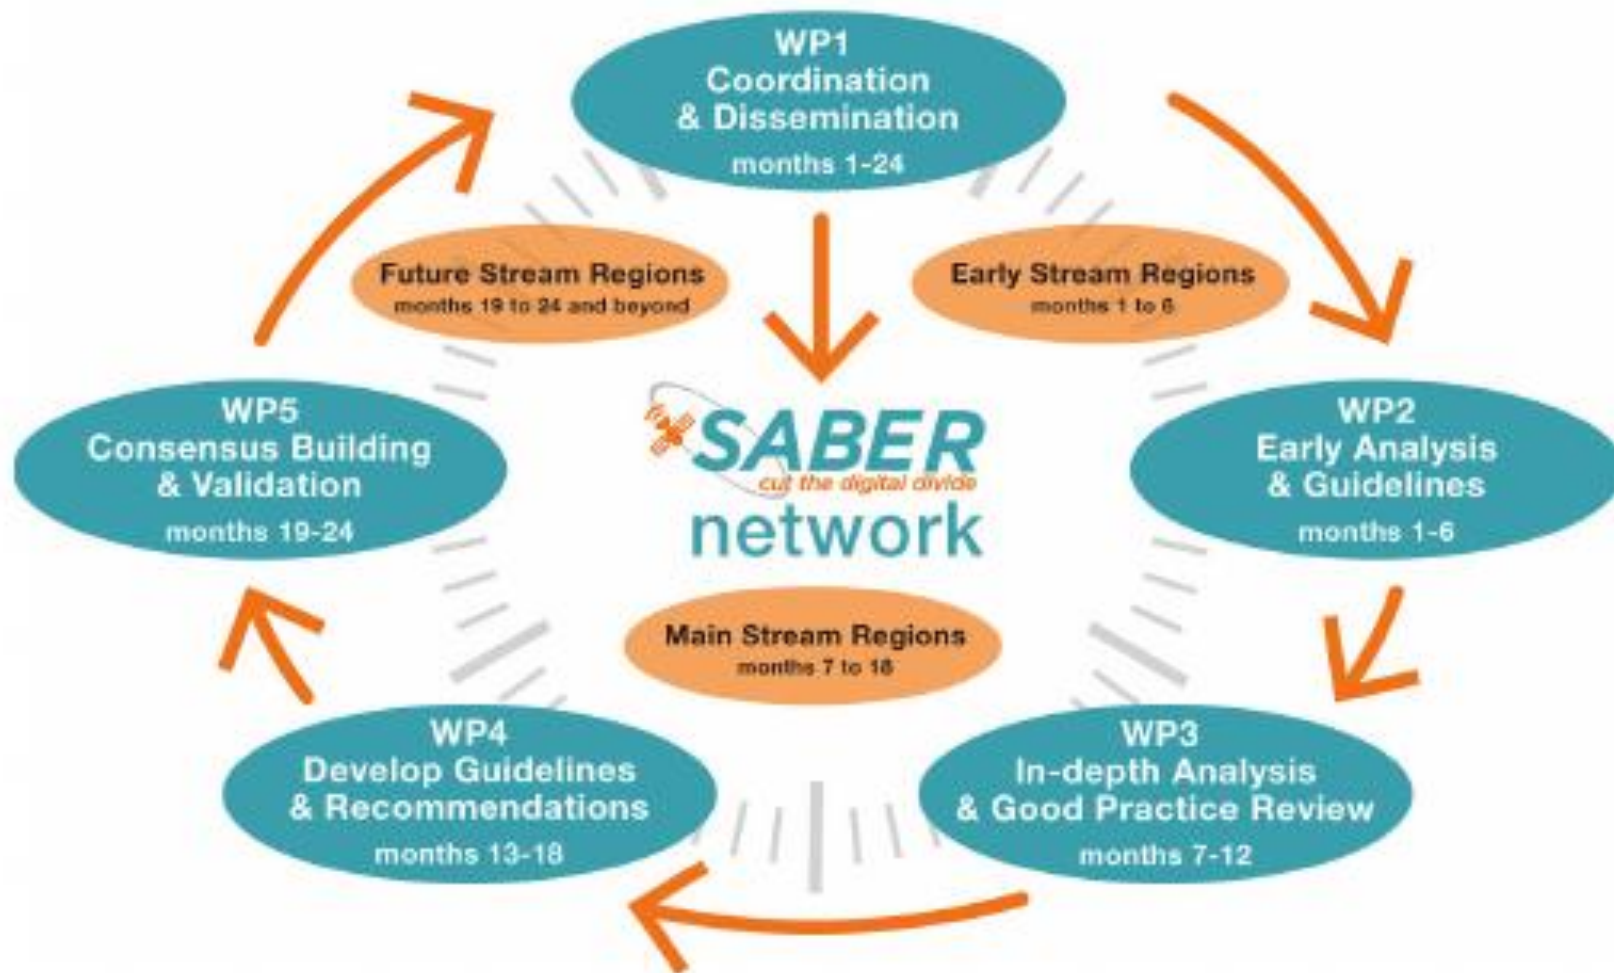 WP1
Coordination
& Dissemination
months 1-24
Future Stream Regions
months 19 to 24 and beyond
Early Stream Regions
months 1 to 6
WP5
Consensus Building
& Validation
months 19-24
SABER
cut the digital divide
network
WP2
Early Analysis
& Guidelines
months 1-6
Main Stream Regions
months 7 to 18
WP4
Develop Guidelines
& Recommendations
months 13-18
WP3
In-depth Analysis
& Good Practice Review
months 7-12